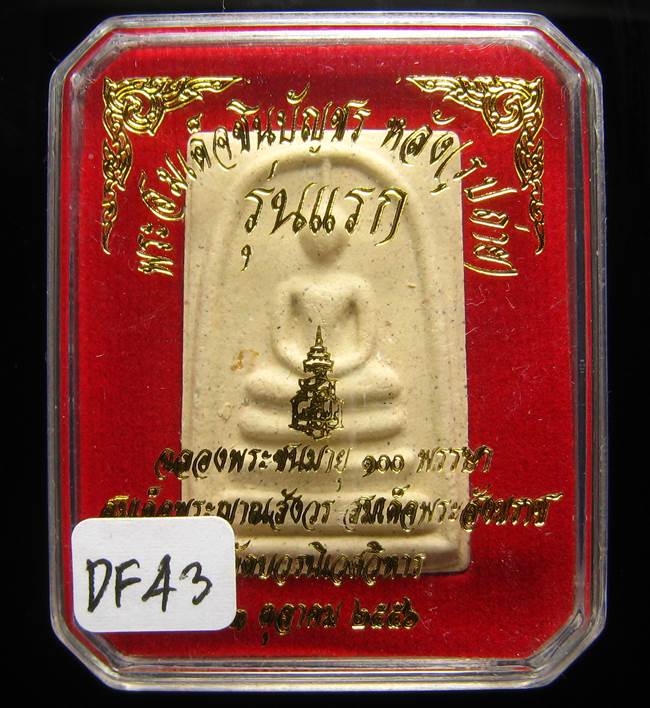 พระสมเด็จชินบัญชร หลังรูปถ่าย
รุ่นแรก
ฉลองพระชันษายุ ๑๐๐ พรรษา
สมเด็จพระญาณสังวร สมเด็จพระสังฆราช
วัดบวรนิเวศวิหาร
ตุลาคม ๒๕๕๖
DF43